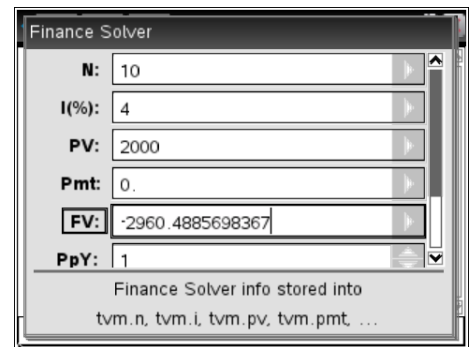 Finance Solver
N: 10
I(%): 4
PV: 2000
Pmt: 0.
FV: -2960.4885698367
PpY: 1
Finance Solver info stored into
tvm.n, tvm.i, tvm.pv, tvm.pmt, ...